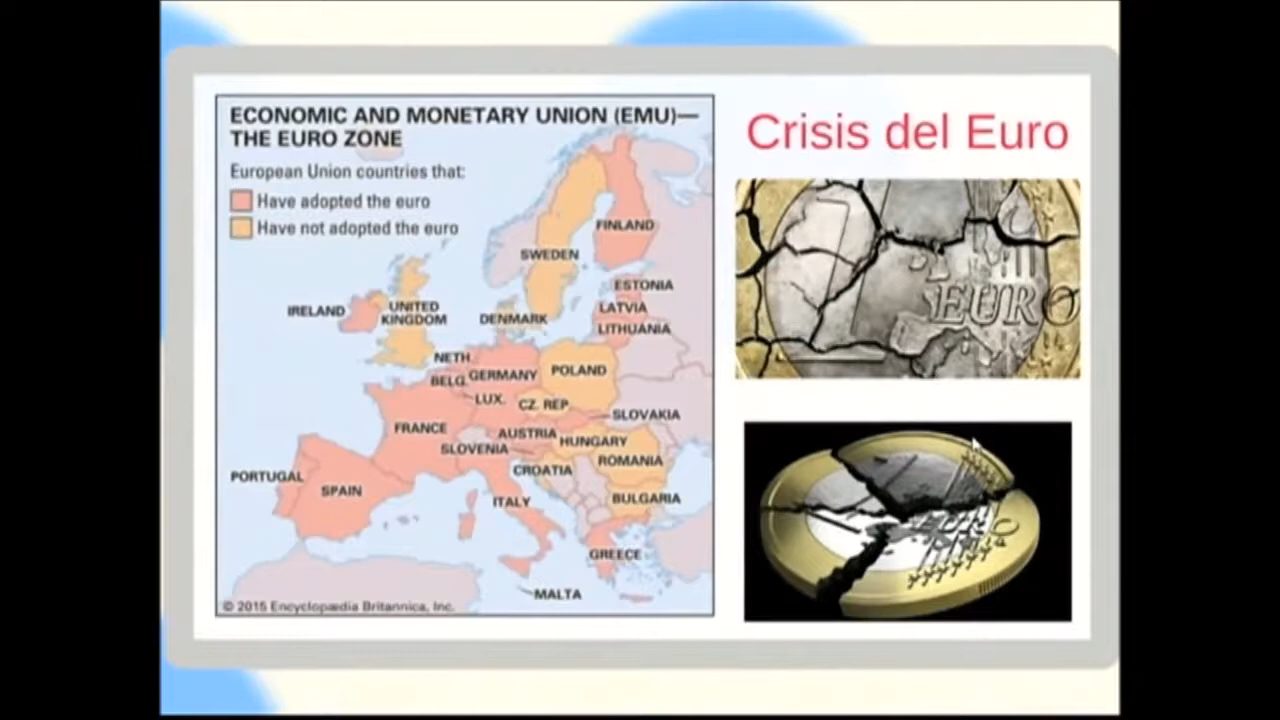 ECONOMIC AND MONETARY UNION (EMU)—
THE EURO ZONE
European Union countries that:
Have adopted the euro
Have not adopted the euro
FINLAND
SWEDEN
ESTONIA
LATVIA
LITHUANIA
IRELAND
UNITED
KINGDOM
DENMARK
NETH.
BELG.
GERMANY
POLAND
LUX.
CZ. REP.
SLOVAKIA
FRANCE
AUSTRIA
HUNGARY
SLOVENIA
ROMANIA
CROATIA
PORTUGAL
SPAIN
ITALY
BULGARIA
GREECE
MALTA
© 2015 Encyclopædia Britannica, Inc.
Crisis del Euro
1
EURO
EURO